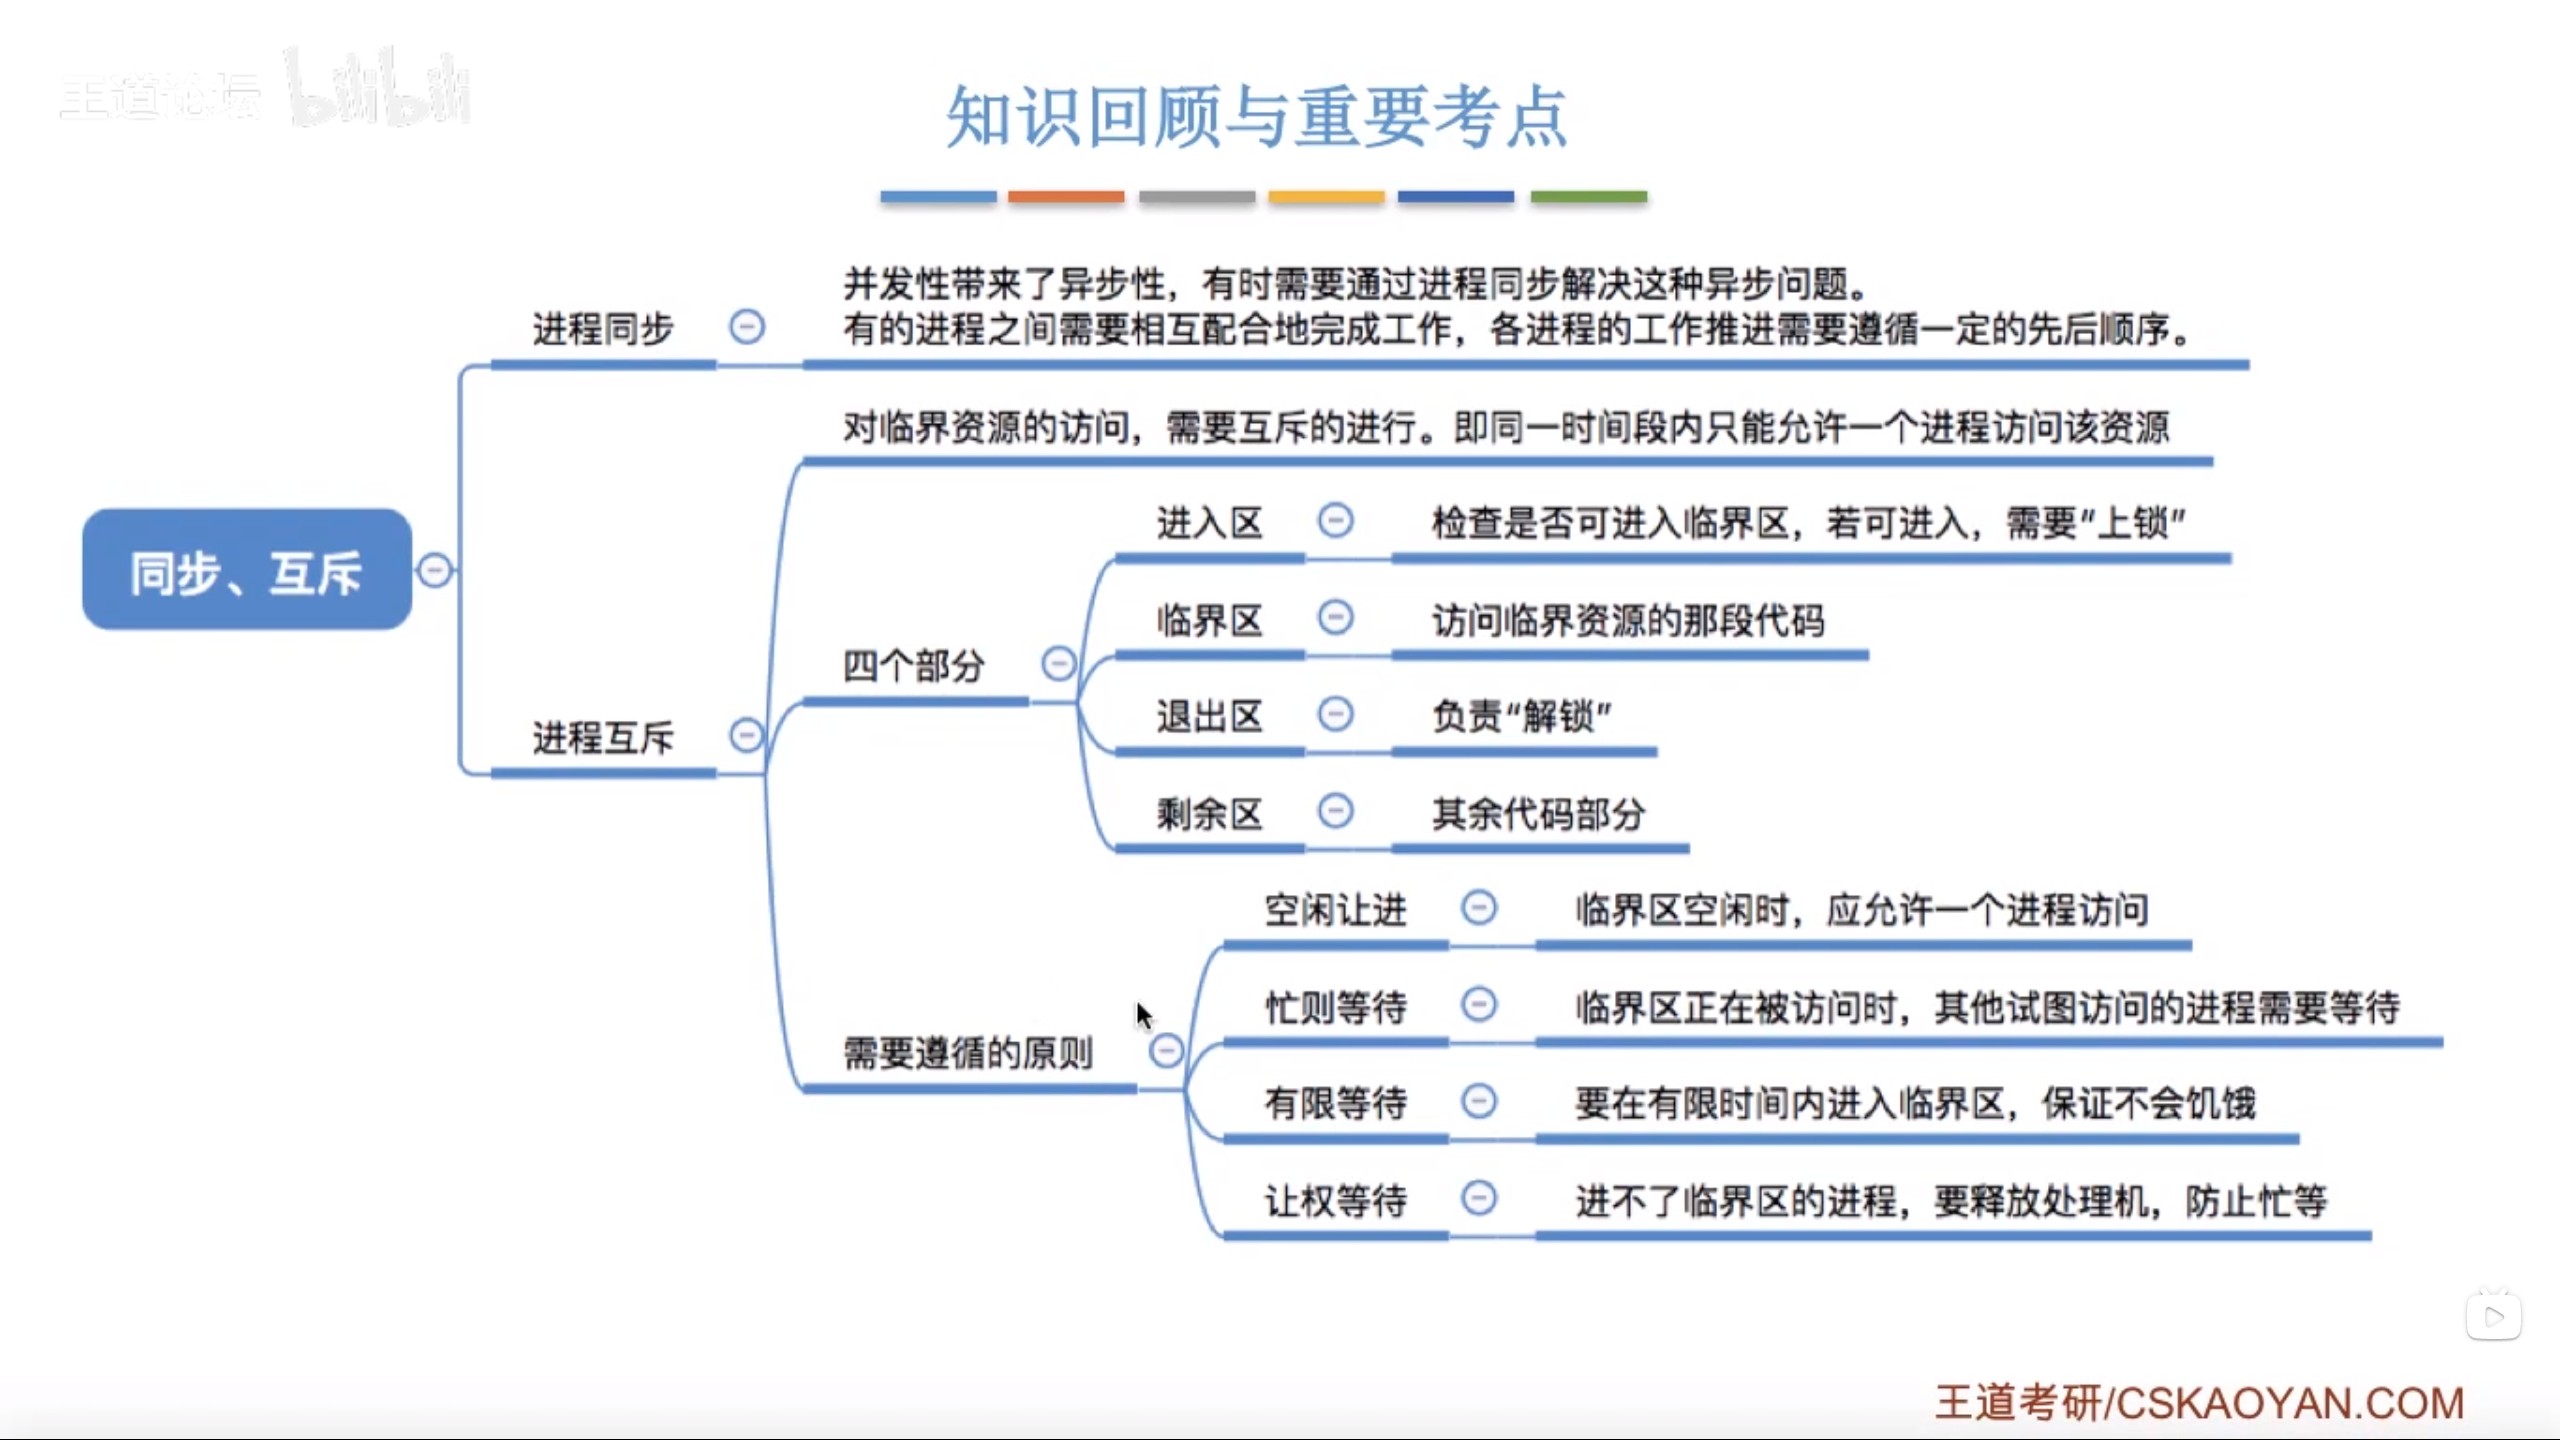 王道论坛 bilibili
知识回顾与重要考点
并发性带来了异步性，有时需要通过进程同步解决这种异步问题。
进程同步
有的进程之间需要相互配合地完成工作，各进程的工作推进需要遵循一定的先后顺序。
对临界资源的访问，需要互斥的进行。即同一时间段内只能允许一个进程访问该资源
进入区 检查是否可进入临界区，若可进入，需要“上锁”
同步、互斥
临界区 访问临界资源的那段代码
四个部分
退出区 负责“解锁”
进程互斥
剩余区 其余代码部分
空闲让进 临界区空闲时，应允许一个进程访问
忙则等待 临界区正在被访问时，其他试图访问的进程需要等待
需要遵循的原则
有限等待 要在有限时间内进入临界区，保证不会饥饿
让权等待 进不了临界区的进程，要释放处理机，防止忙等
王道考研/CSKAOYAN.COM